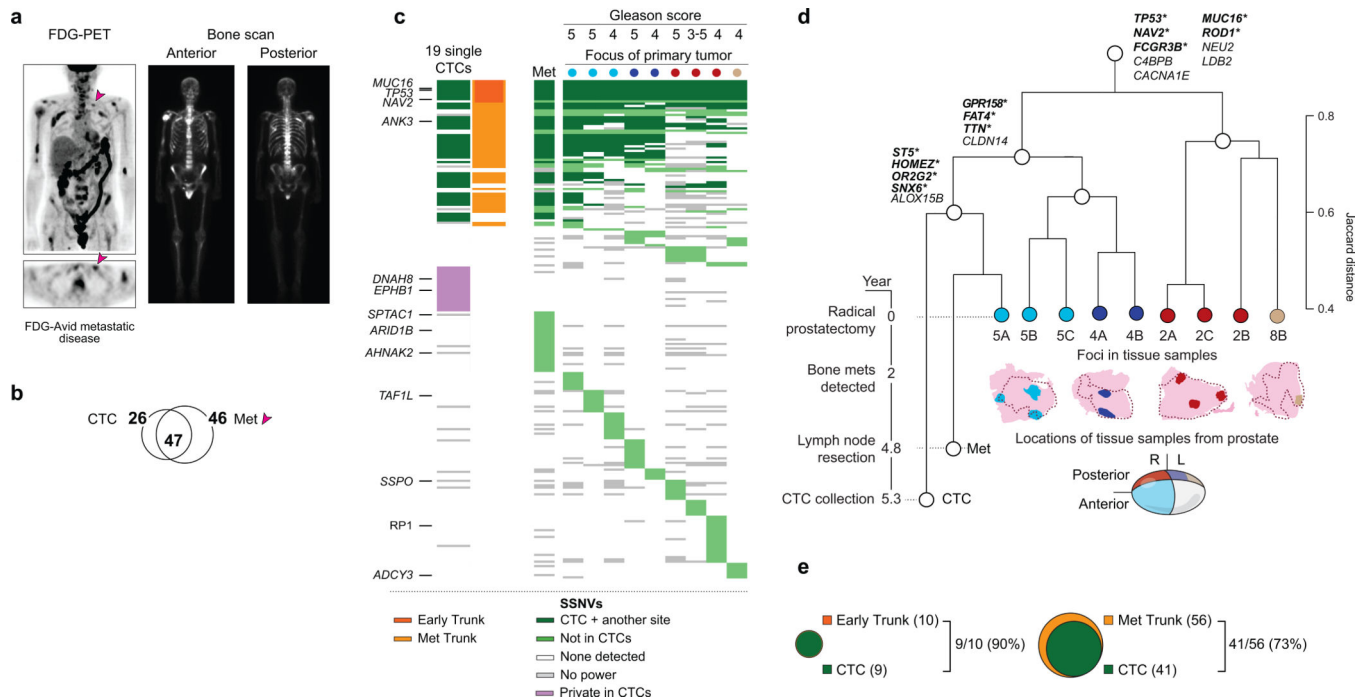 a
FDG-PET
Bone scan
Anterior
Posterior
FDG-Avid metastatic
disease
b
CTC
26
47
46
Met
c
Gleason score
19 single
CTCs
5 5 4 5 4 5 3-5 4 4
Focus of primary tumor
Met
MUC16
TP53
NAV2
ANK3
DNAH8
EPHB1
SPTAC1
ARID1B
AHNAK2
TAF1L
SSPO
RP1
ADCY3
Early Trunk
Met Trunk
SSNVs
CTC + another site
Not in CTCs
None detected
No power
Private in CTCs
d
TP53*
NAV2*
FCGR3B*
C4BPB
CACNA1E
MUC16*
ROD1*
NEU2
LDB2
GPR158*
FAT4*
TTN*
CLDN14
ST5*
HOMEZ*
OR2G2*
SNX6*
ALOX15B
0.8
0.6
0.4
Jaccard distance
Year
Radical
prostatectomy
0
Bone mets
detected
2
Lymph node
resection
4.8
CTC collection
5.3
Met
CTC
5A 5B 5C 4A 4B 2A 2C 2B 8B
Foci in tissue samples
Locations of tissue samples from prostate
R L
Posterior
Anterior
e
Early Trunk (10)
CTC (9)
9/10 (90%)
Met Trunk (56)
CTC (41)
41/56 (73%)